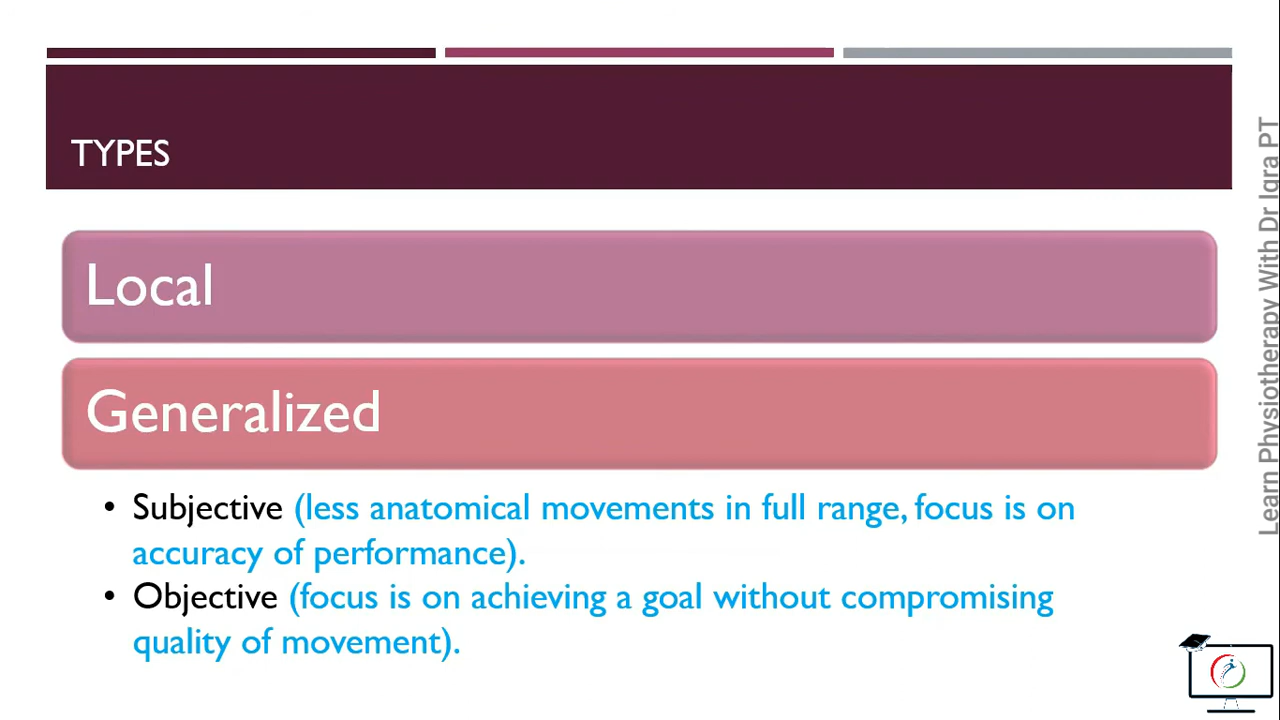 TYPES
Local
Generalized
• Subjective (less anatomical movements in full range, focus is on
accuracy of performance).
• Objective (focus is on achieving a goal without compromising
quality of movement).
Learn Physiotherapy With Dr Iqra PT